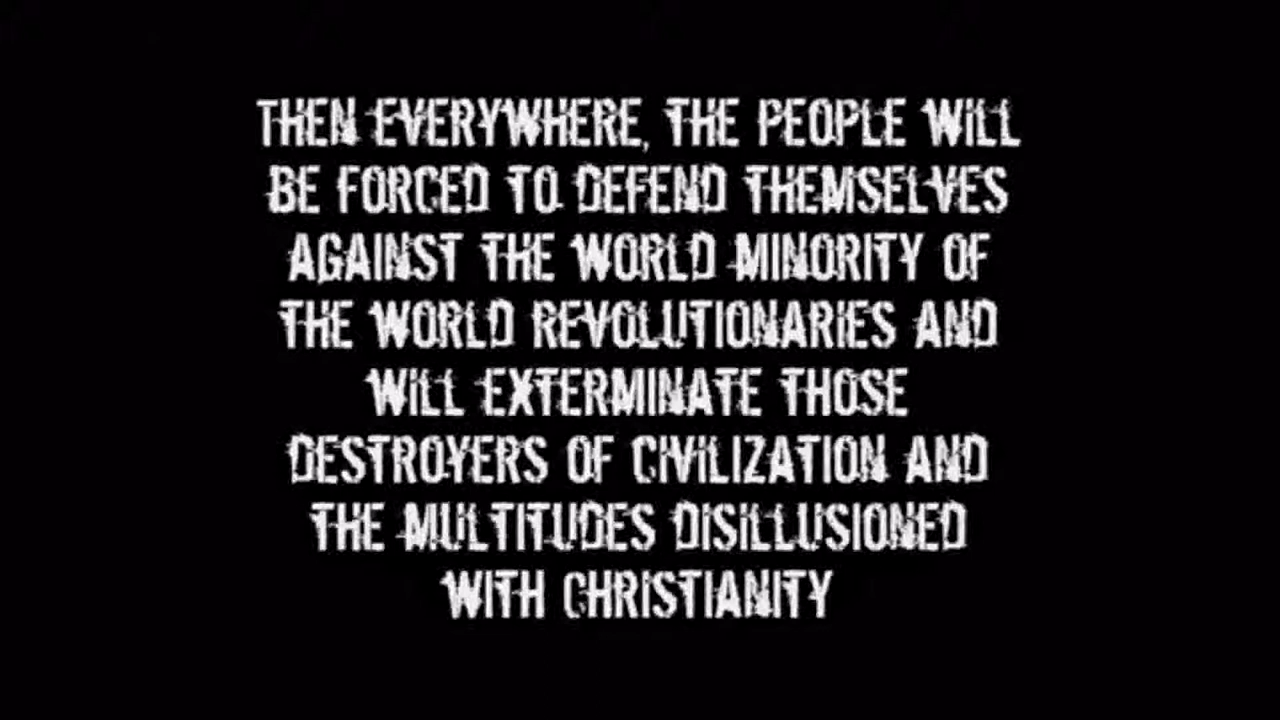 THEN EVERYWHERE, THE PEOPLE WILL
BE FORCED TO DEFEND THEMSELVES
AGAINST THE WORLD MINORITY OF
THE WORLD REVOLUTIONARIES AND
WILL EXTERMINATE THOSE
DESTROYERS OF CIVILIZATION AND
THE MULTITUDES DISILLUSIONED
WITH CHRISTIANITY